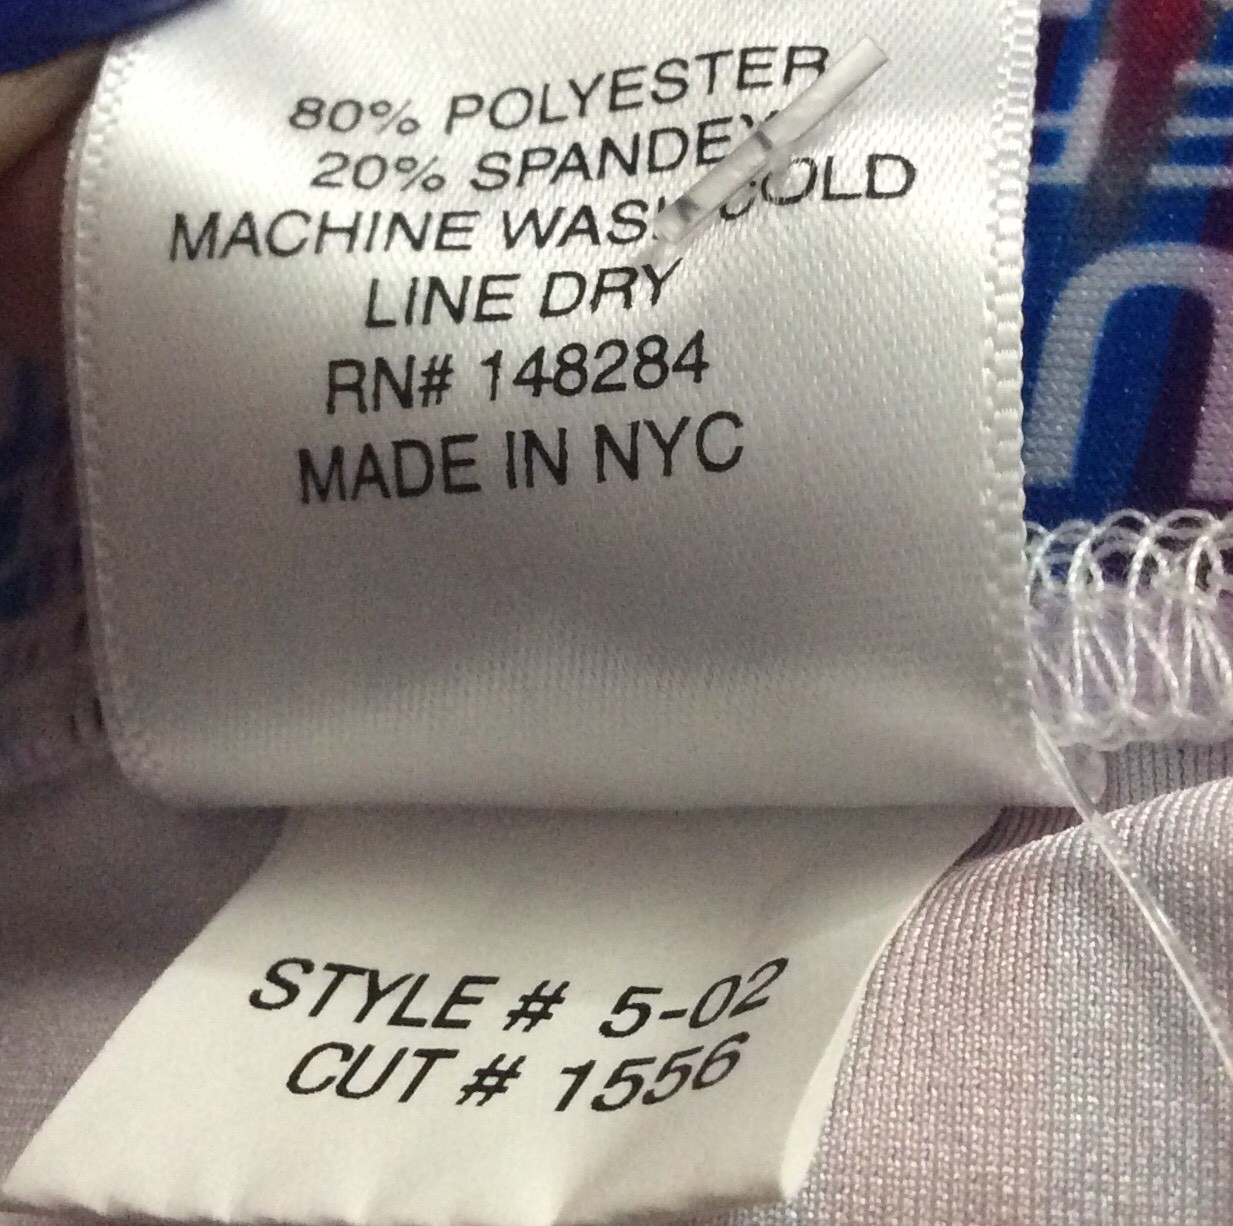 80% POLYESTER
20% SPANDEX
MACHINE WASH COLD
LINE DRY
RN# 148284
MADE IN NYC
STYLE # 5-02
CUT # 1556